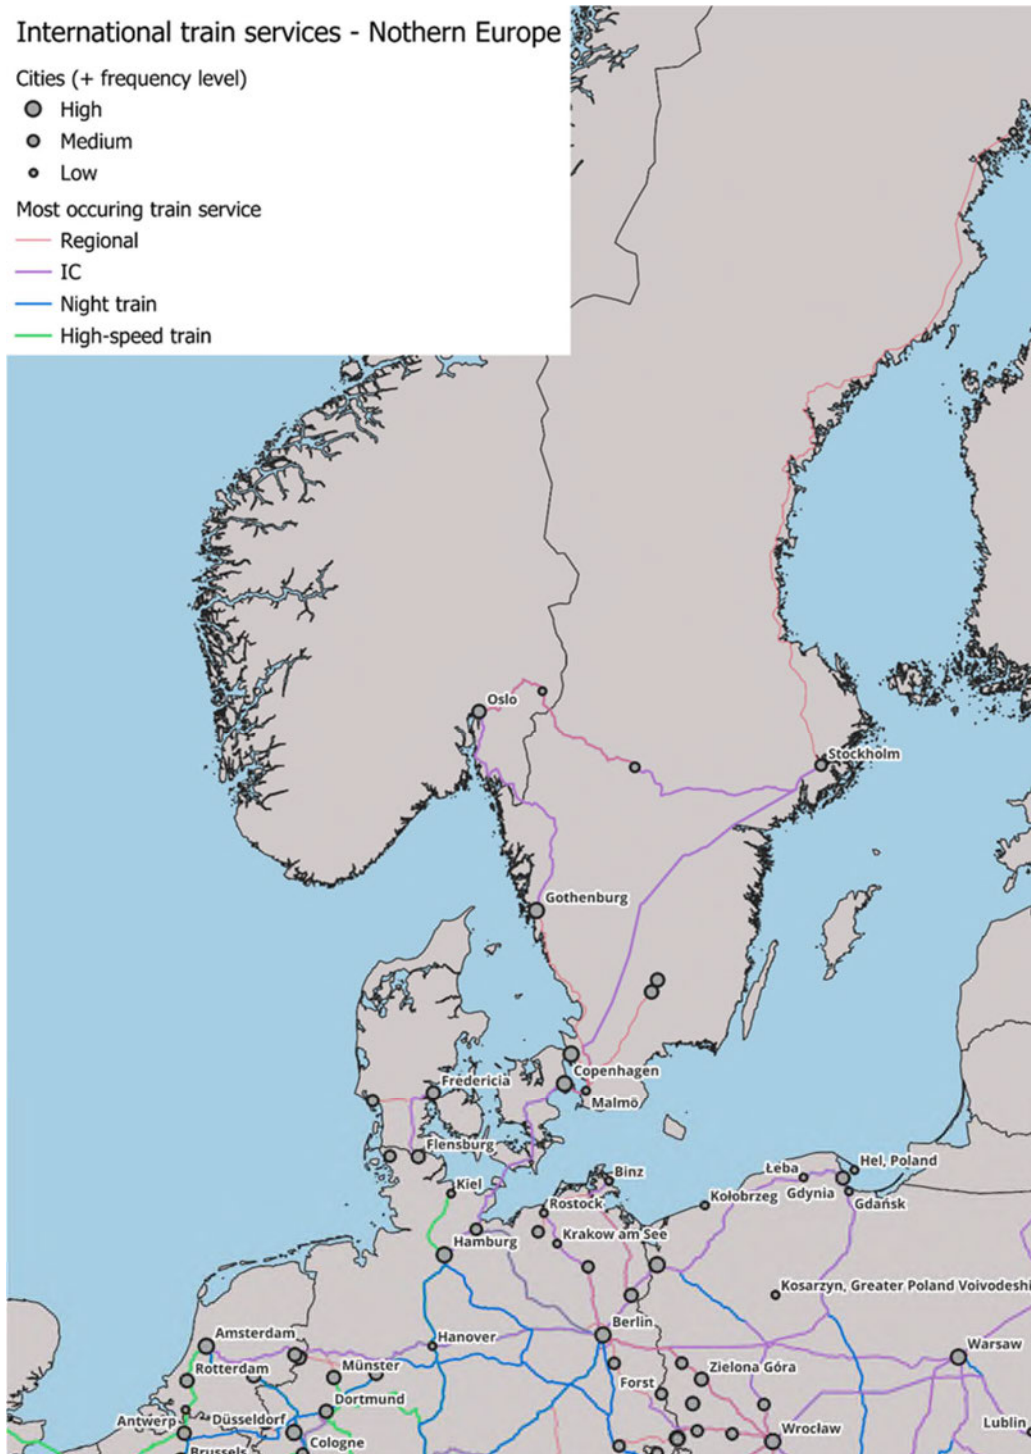 International train services - Nothern Europe
Cities (+ frequency level)
High
Medium
Low
Most occuring train service
Regional
IC
Night train
High-speed train
Oslo
Stockholm
Gothenburg
Copenhagen
Fredericia
Malmö
Flensburg
Kiel
Binz
Łeba
Hel, Poland
Gdynia
Kołobrzeg
Gdańsk
Rostock
Krakow am See
Hamburg
Kosarzyn, Greater Poland Voivodeshi
Berlin
Amsterdam
Hanover
Warsaw
Rotterdam
Münster
Zielona Góra
Forst
Dortmund
Antwerp
Düsseldorf
Wrocław
Lublin
Cologne
Brussels